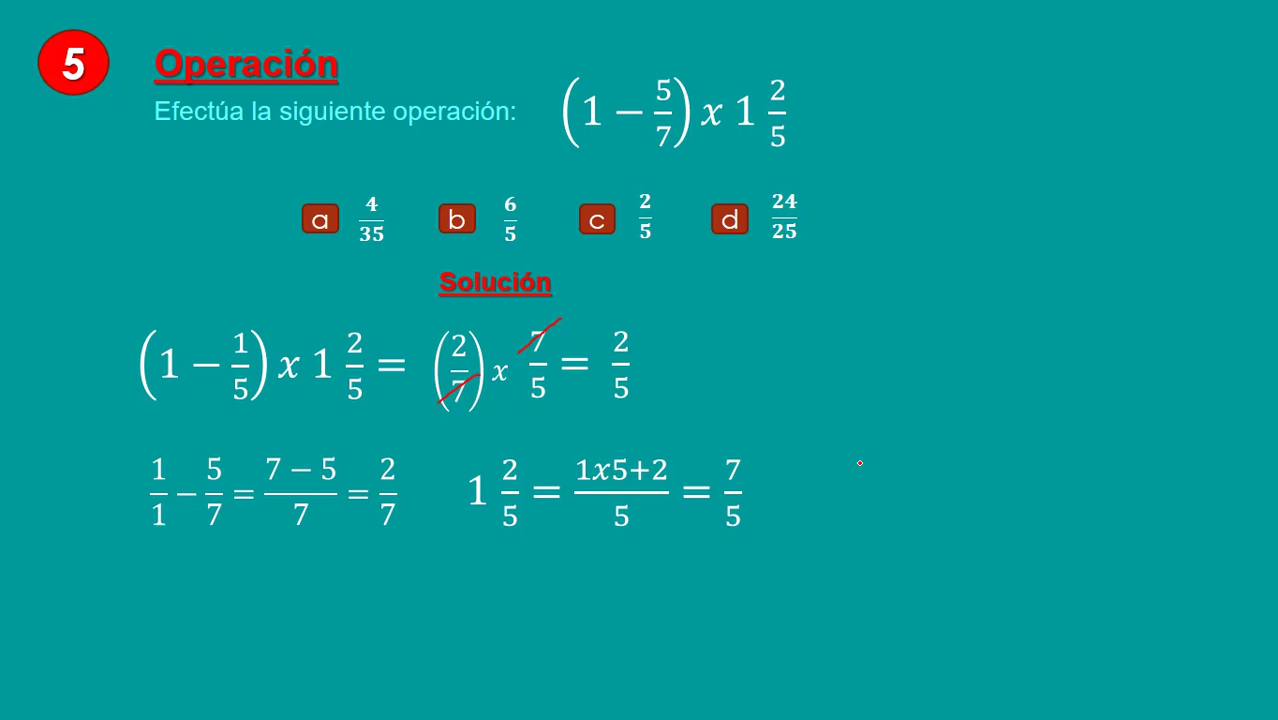 5
Operación
Efectúa la siguiente operación: (1 − 5/7) x 1 2/5
a 4/35 b 6/5 c 2/5 d 24/25
Solución
(1 − 1/5) x 1 2/5 = (2/7) x 7/5 = 2/5
1/1 − 5/7 = 7 − 5/7 = 2/7 1 2/5 = 1x5+2/5 = 7/5